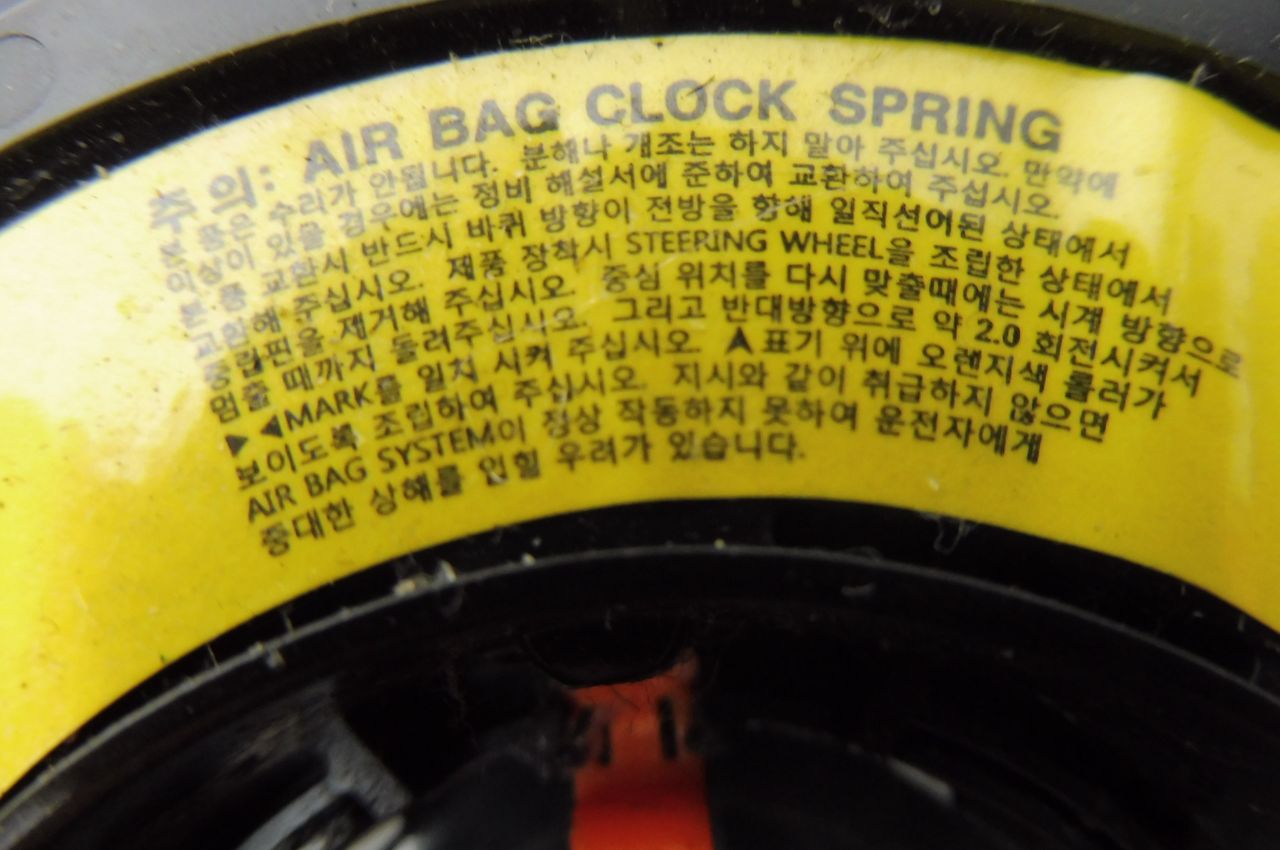 주 의: AIR BAG CLOCK SPRING
본 품은 수리가 안됩니다. 분해나 개조는 하지 말아 주십시오. 만약에
이상이 있을 경우에는 정비 해설서에 준하여 교환하여 주십시오.
본 품 교환시 반드시 바퀴 방향이 전방을 향해 일직선이된 상태에서
교환해 주십시오. 제품 장착시 STEERING WHEEL을 조립한 상태에서
중립핀을 제거해 주십시오. 중심 위치를 다시 맞출때에는 시계 방향으로
멈출 때까지 돌려주십시오. 그리고 반대방향으로 약 2.0 회전시켜서
▶ ◀MARK를 일치 시켜 주십시오. ▲표기 위에 오렌지색 롤러가
보이도록 조립하여 주십시오. 지시와 같이 취급하지 않으면
AIR BAG SYSTEM이 정상 작동하지 못하여 운전자에게
중대한 상해를 입힐 우려가 있습니다.